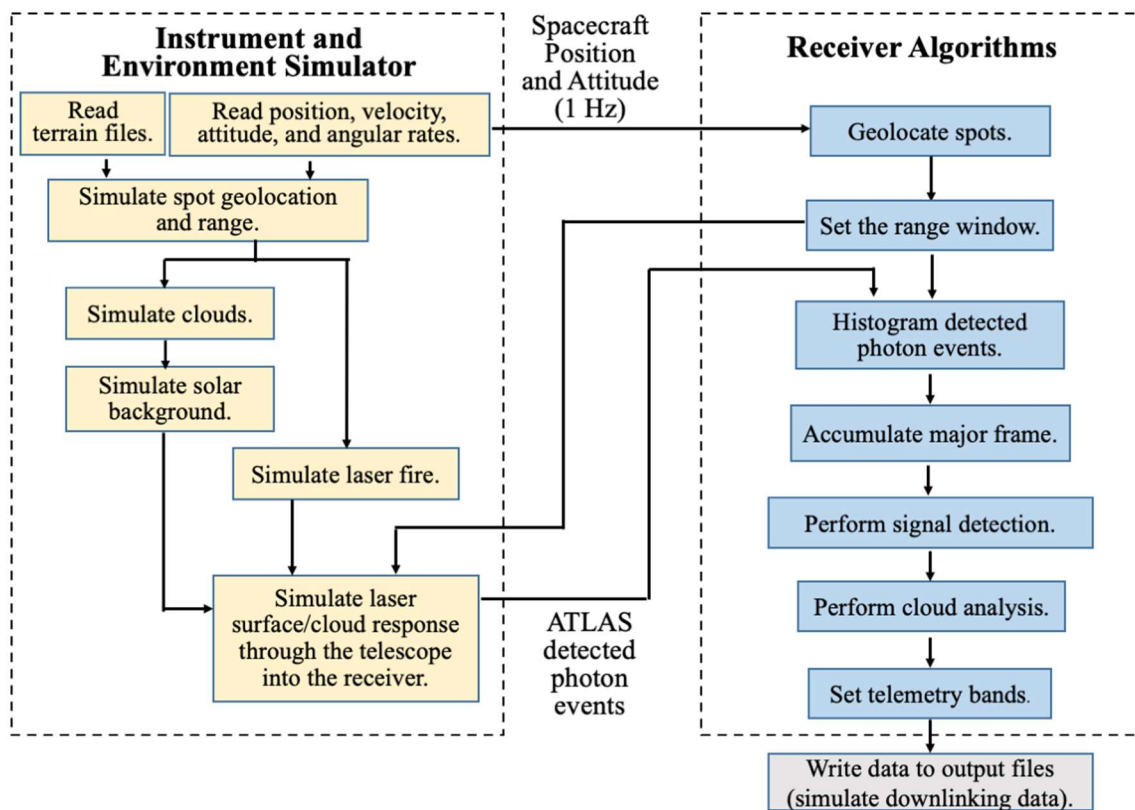 Instrument and
Environment Simulator
Read
terrain files.
Read position, velocity,
attitude, and angular rates.
Simulate spot geolocation
and range.
Simulate clouds.
Simulate solar
background.
Simulate laser fire.
Simulate laser
surface/cloud response
through the telescope
into the receiver.
Spacecraft
Position
and Attitude
(1 Hz)
ATLAS
detected
photon
events
Receiver Algorithms
Geolocate spots.
Set the range window.
Histogram detected
photon events.
Accumulate major frame.
Perform signal detection.
Perform cloud analysis.
Set telemetry bands.
Write data to output files
(simulate downlinking data).